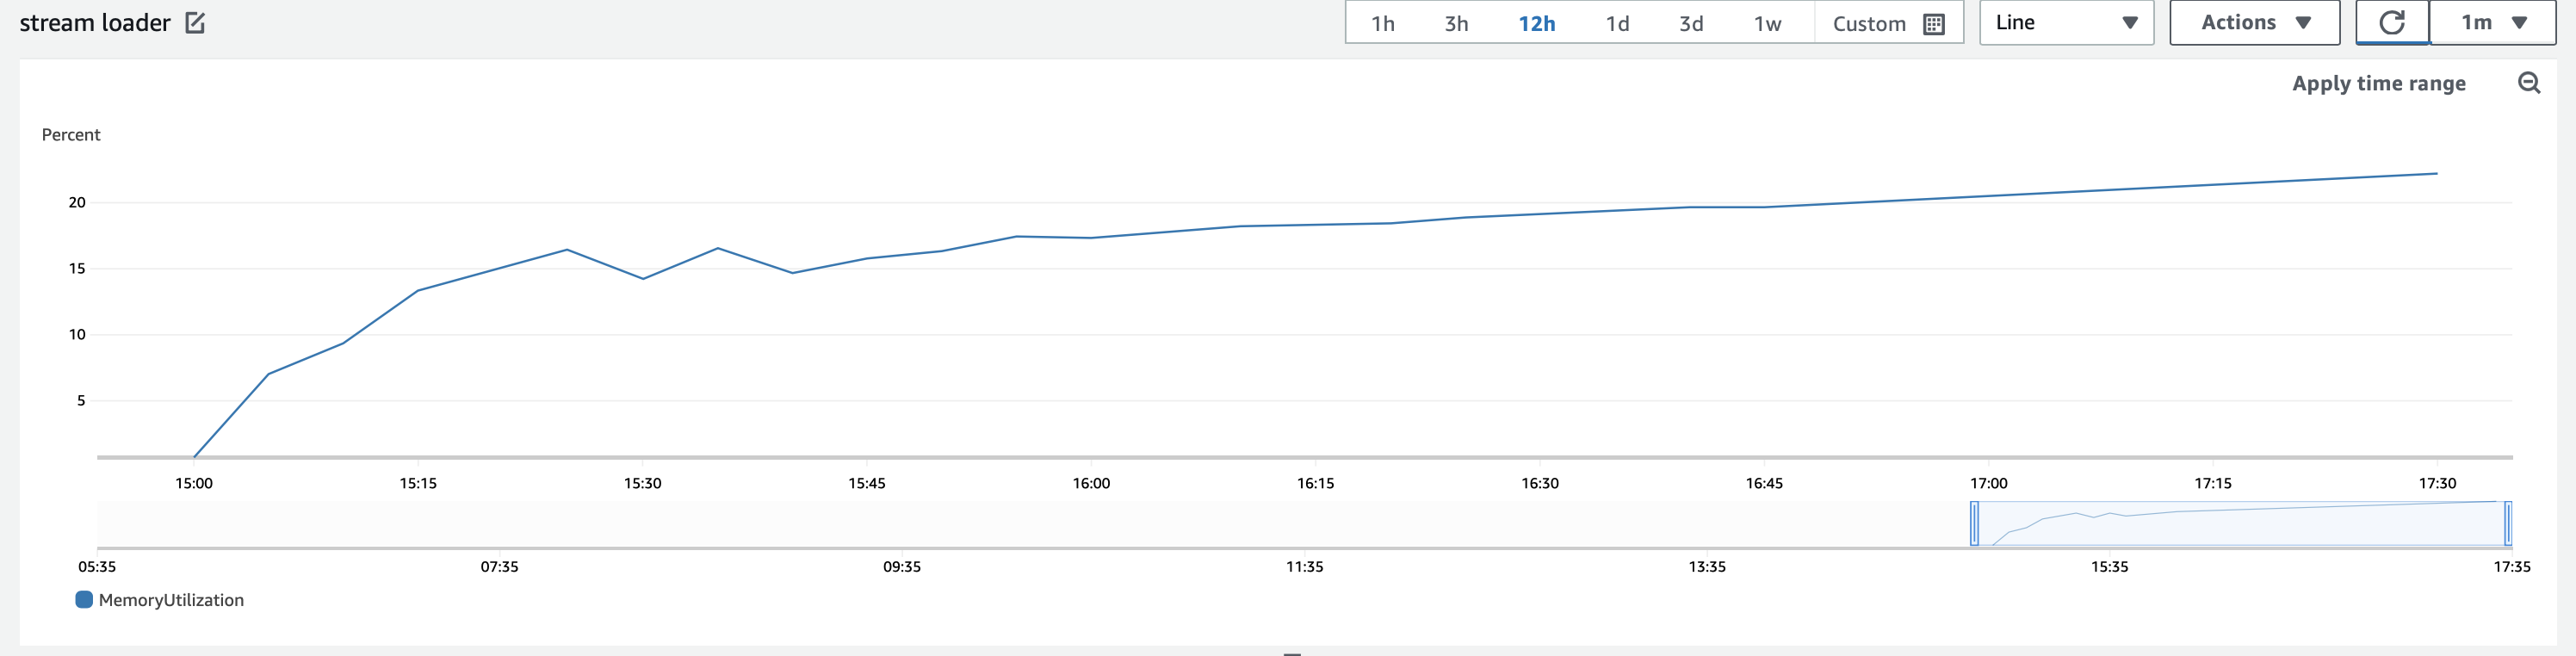 stream loader
1h 3h 12h 1d 3d 1w Custom Line Actions 1m
Apply time range
Percent
20
15
10
5
15:00 15:15 15:30 15:45 16:00 16:15 16:30 16:45 17:00 17:15 17:30
05:35 07:35 09:35 11:35 13:35 15:35 17:35
MemoryUtilization